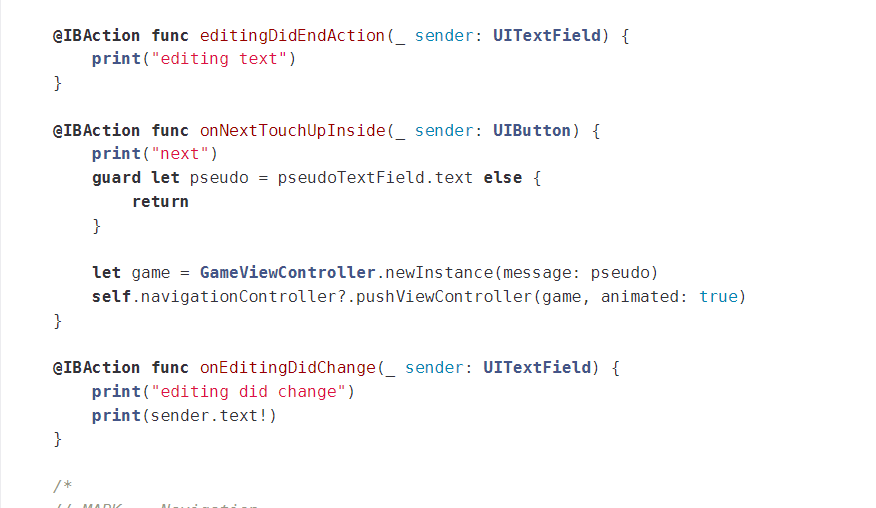 @IBAction func editingDidEndAction(_ sender: UITextField) {
print("editing text")
}
@IBAction func onNextTouchUpInside(_ sender: UIButton) {
print("next")
guard let pseudo = pseudoTextField.text else {
return
}
let game = GameViewController.newInstance(message: pseudo)
self.navigationController?.pushViewController(game, animated: true)
}
@IBAction func onEditingDidChange(_ sender: UITextField) {
print("editing did change")
print(sender.text!)
}
/*
// MARK: - Navigation